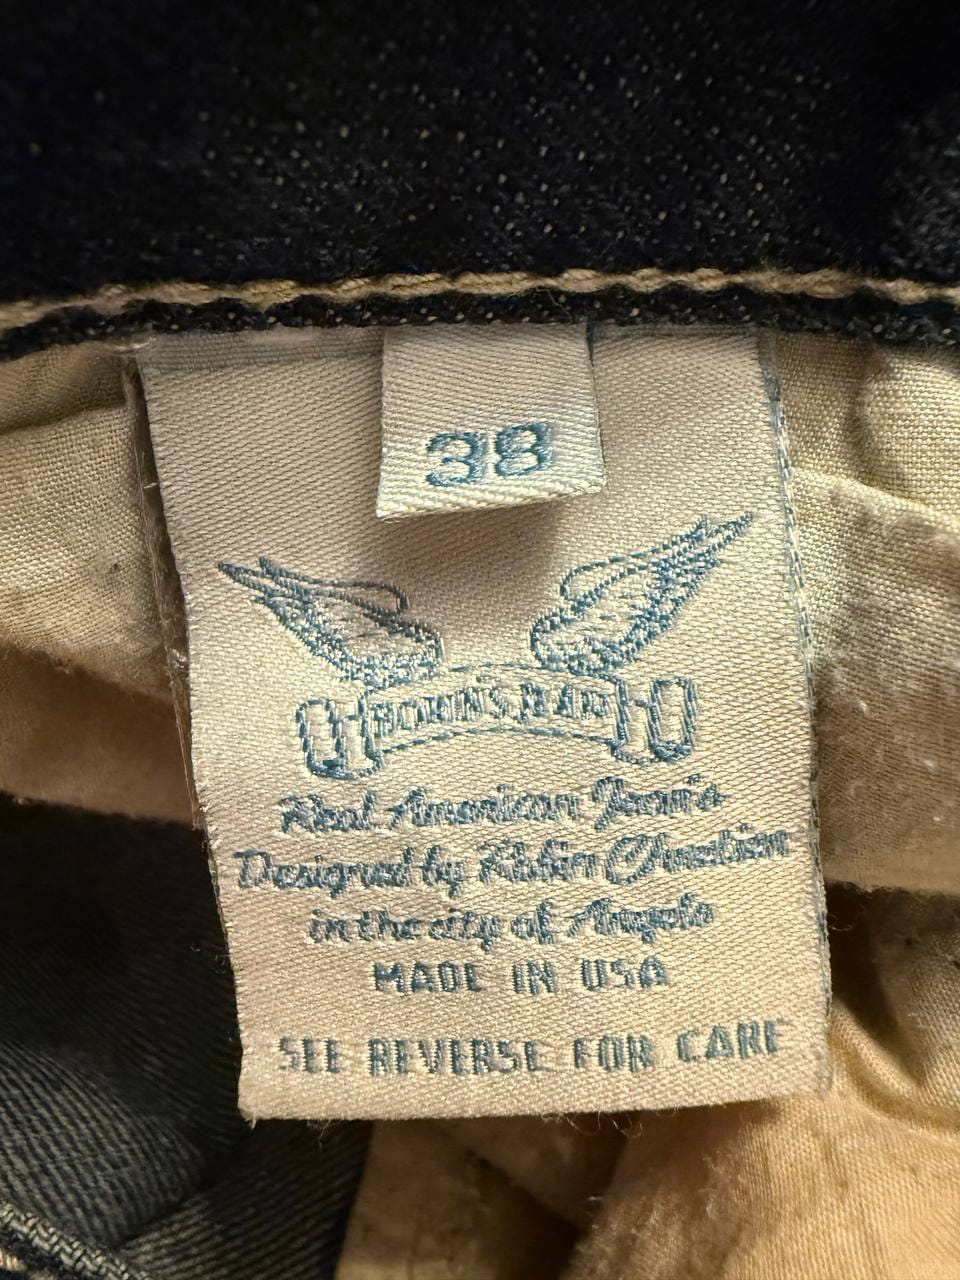 38
ROBIN'S JEAN
Real American Jean's
Designed by Robin Chretien
in the city of Angels
MADE IN USA
SEE REVERSE FOR CARE